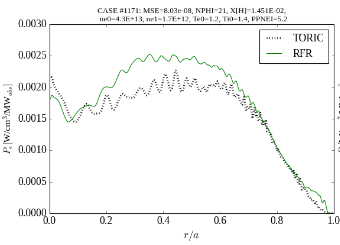 CASE #1171: MSE=8.03e-08, NPHI=21, X[H]=1.451E-02,
ne0=4.3E+13, ne1=1.7E+12, Te0=1.2, Ti0=1.4, PPNEI=5.2
0.0030
0.0025
0.0020
0.0015
0.0010
0.0005
0.0000
P [W/cm³/MW_abs]
TORIC
RFR
0.0 0.2 0.4 0.6 0.8 1.0
r/a